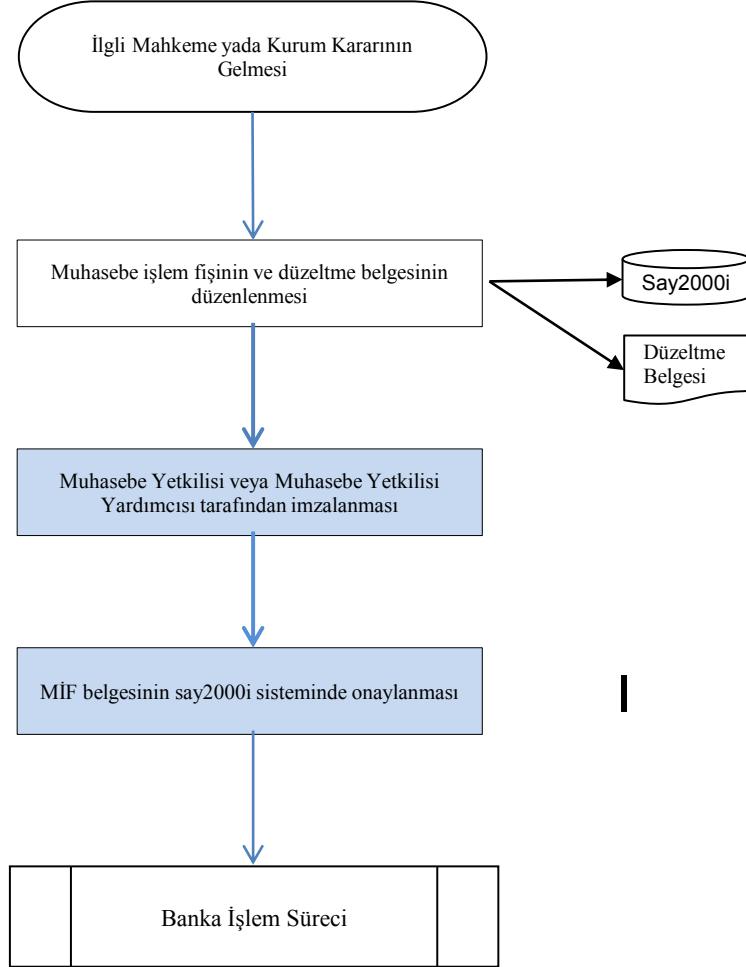 İlgli Mahkeme yada Kurum Kararının
Gelmesi
Muhasebe işlem fişinin ve düzeltme belgesinin
düzenlenmesi
Say2000i
Düzeltme
Belgesi
Muhasebe Yetkilisi veya Muhasebe Yetkilisi
Yardımcısı tarafından imzalanması
MİF belgesinin say2000i sisteminde onaylanması
Banka İşlem Süreci